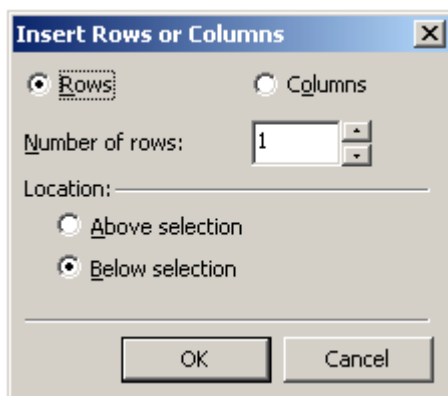 Insert Rows or Columns
Rows Columns
Number of rows: 1
Location:
Above selection
Below selection
OK Cancel